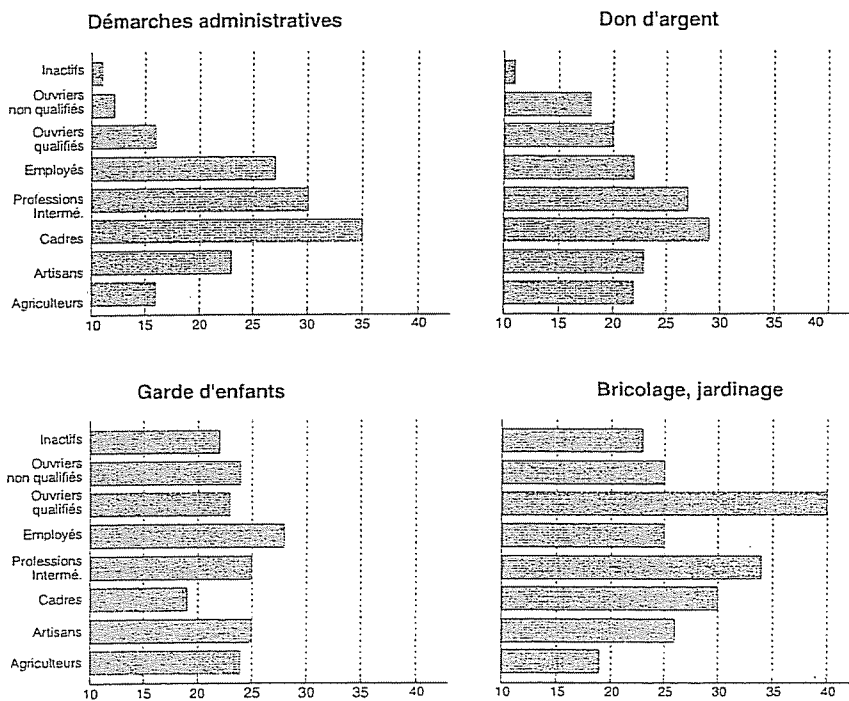 Démarches administratives
Inactifs
Ouvriers
non qualifiés
Ouvriers
qualifiés
Employés
Professions
Intermé.
Cadres
Artisans
Agriculteurs
10 15 20 25 30 35 40
Don d'argent
10 15 20 25 30 35 40
Garde d'enfants
Inactifs
Ouvriers
non qualifiés
Ouvriers
qualifiés
Employés
Professions
Intermé.
Cadres
Artisans
Agriculteurs
10 15 20 25 30 35 40
Bricolage, jardinage
10 15 20 25 30 35 40